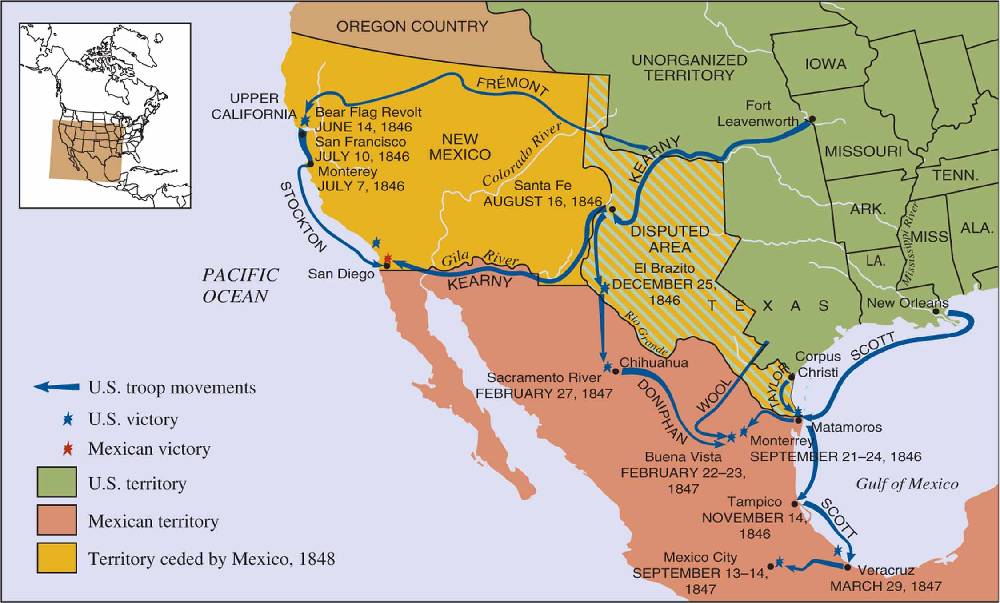 OREGON COUNTRY
UNORGANIZED
TERRITORY
IOWA
FRÉMONT
UPPER
CALIFORNIA
Bear Flag Revolt
JUNE 14, 1846
San Francisco
JULY 10, 1846
Monterey
JULY 7, 1846
NEW
MEXICO
Colorado River
Fort
Leavenworth
KEARNY
MISSOURI
TENN.
Santa Fe
AUGUST 16, 1846
STOCKTON
ARK.
Mississippi River
MISS
ALA.
DISPUTED
AREA
LA.
Gila River
San Diego
KEARNY
El Brazito
DECEMBER 25,
1846
PACIFIC
OCEAN
TEXAS
New Orleans
Rio Grande
SCOTT
Corpus
Christi
Chihuahua
Sacramento River
FEBRUARY 27, 1847
DONIPHAN
WOOL
TAYLOR
Matamoros
Monterrey
SEPTEMBER 21–24, 1846
Buena Vista
FEBRUARY 22–23,
1847
Gulf of Mexico
Tampico
NOVEMBER 14,
1846
SCOTT
Mexico City
SEPTEMBER 13–14,
1847
Veracruz
MARCH 29, 1847
U.S. troop movements
U.S. victory
Mexican victory
U.S. territory
Mexican territory
Territory ceded by Mexico, 1848